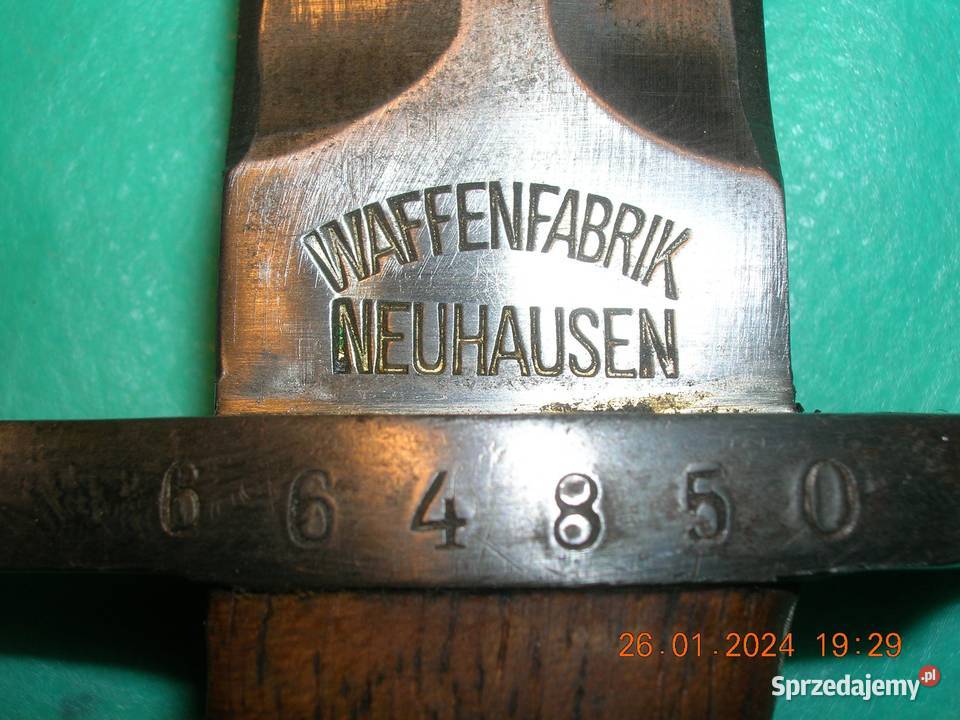 WAFFENFABRIK
NEUHAUSEN
664850
26.01.2024 19:29
Sprzedajemy.pl